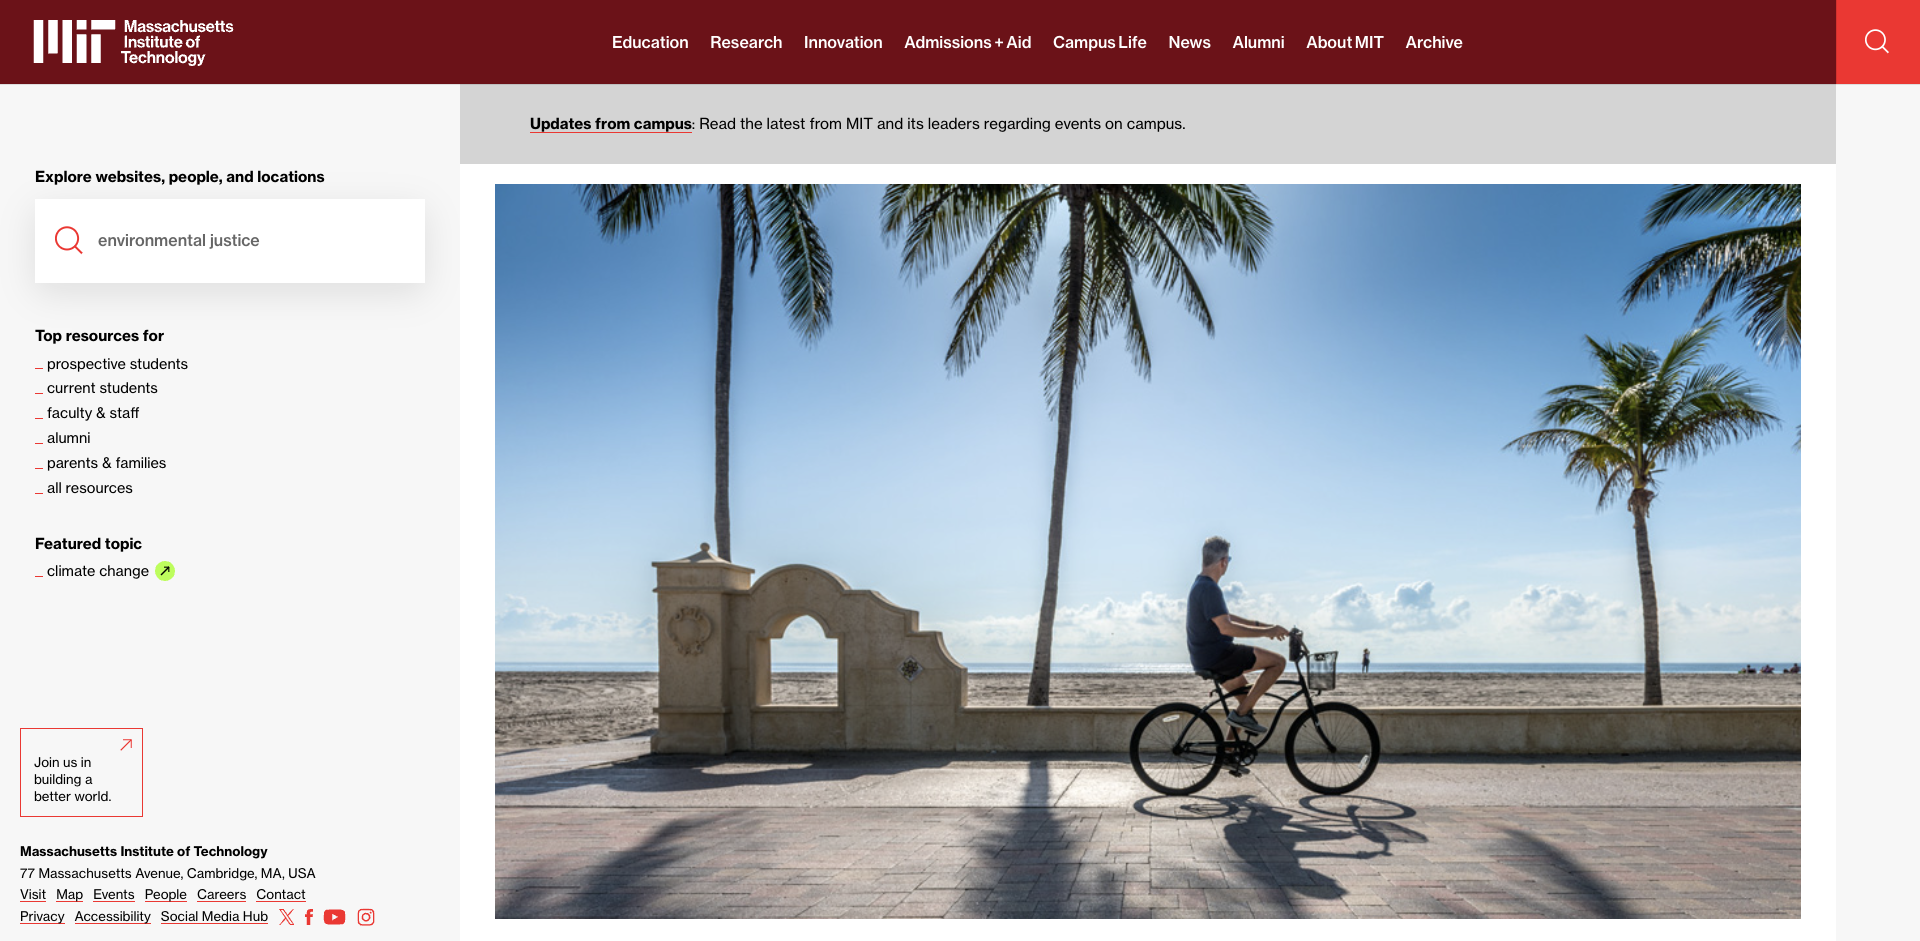 Massachusetts
Institute of
Technology
Education Research Innovation Admissions + Aid Campus Life News Alumni About MIT Archive
Updates from campus: Read the latest from MIT and its leaders regarding events on campus.
Explore websites, people, and locations
environmental justice
Top resources for
prospective students
current students
faculty & staff
alumni
parents & families
all resources
Featured topic
climate change
Join us in
building a
better world.
Massachusetts Institute of Technology
77 Massachusetts Avenue, Cambridge, MA, USA
Visit Map Events People Careers Contact
Privacy Accessibility Social Media Hub